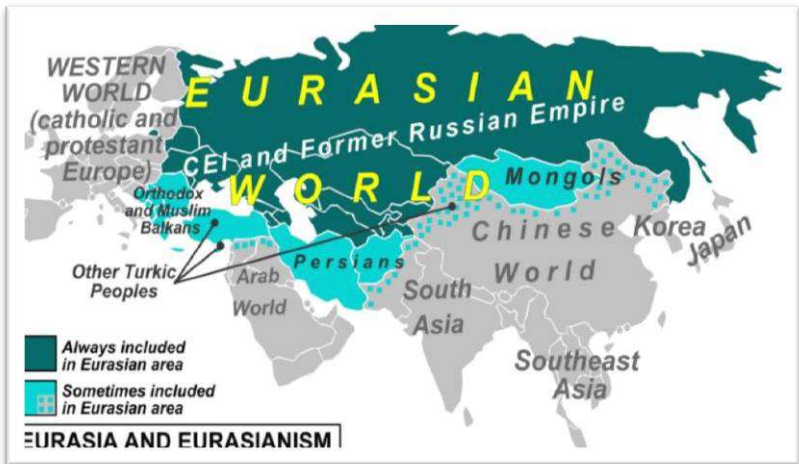 WESTERN
WORLD
(catholic and
protestant
Europe)
EURASIAN
CEI and Former Russian Empire
WORLD
Mongols
Orthodox
and Muslim
Balkans
Chinese
World
Korea
Japan
Other Turkic
Peoples
Persians
Arab
World
South
Asia
Southeast
Asia
Always included
in Eurasian area
Sometimes included
in Eurasian area
EURASIA AND EURASIANISM